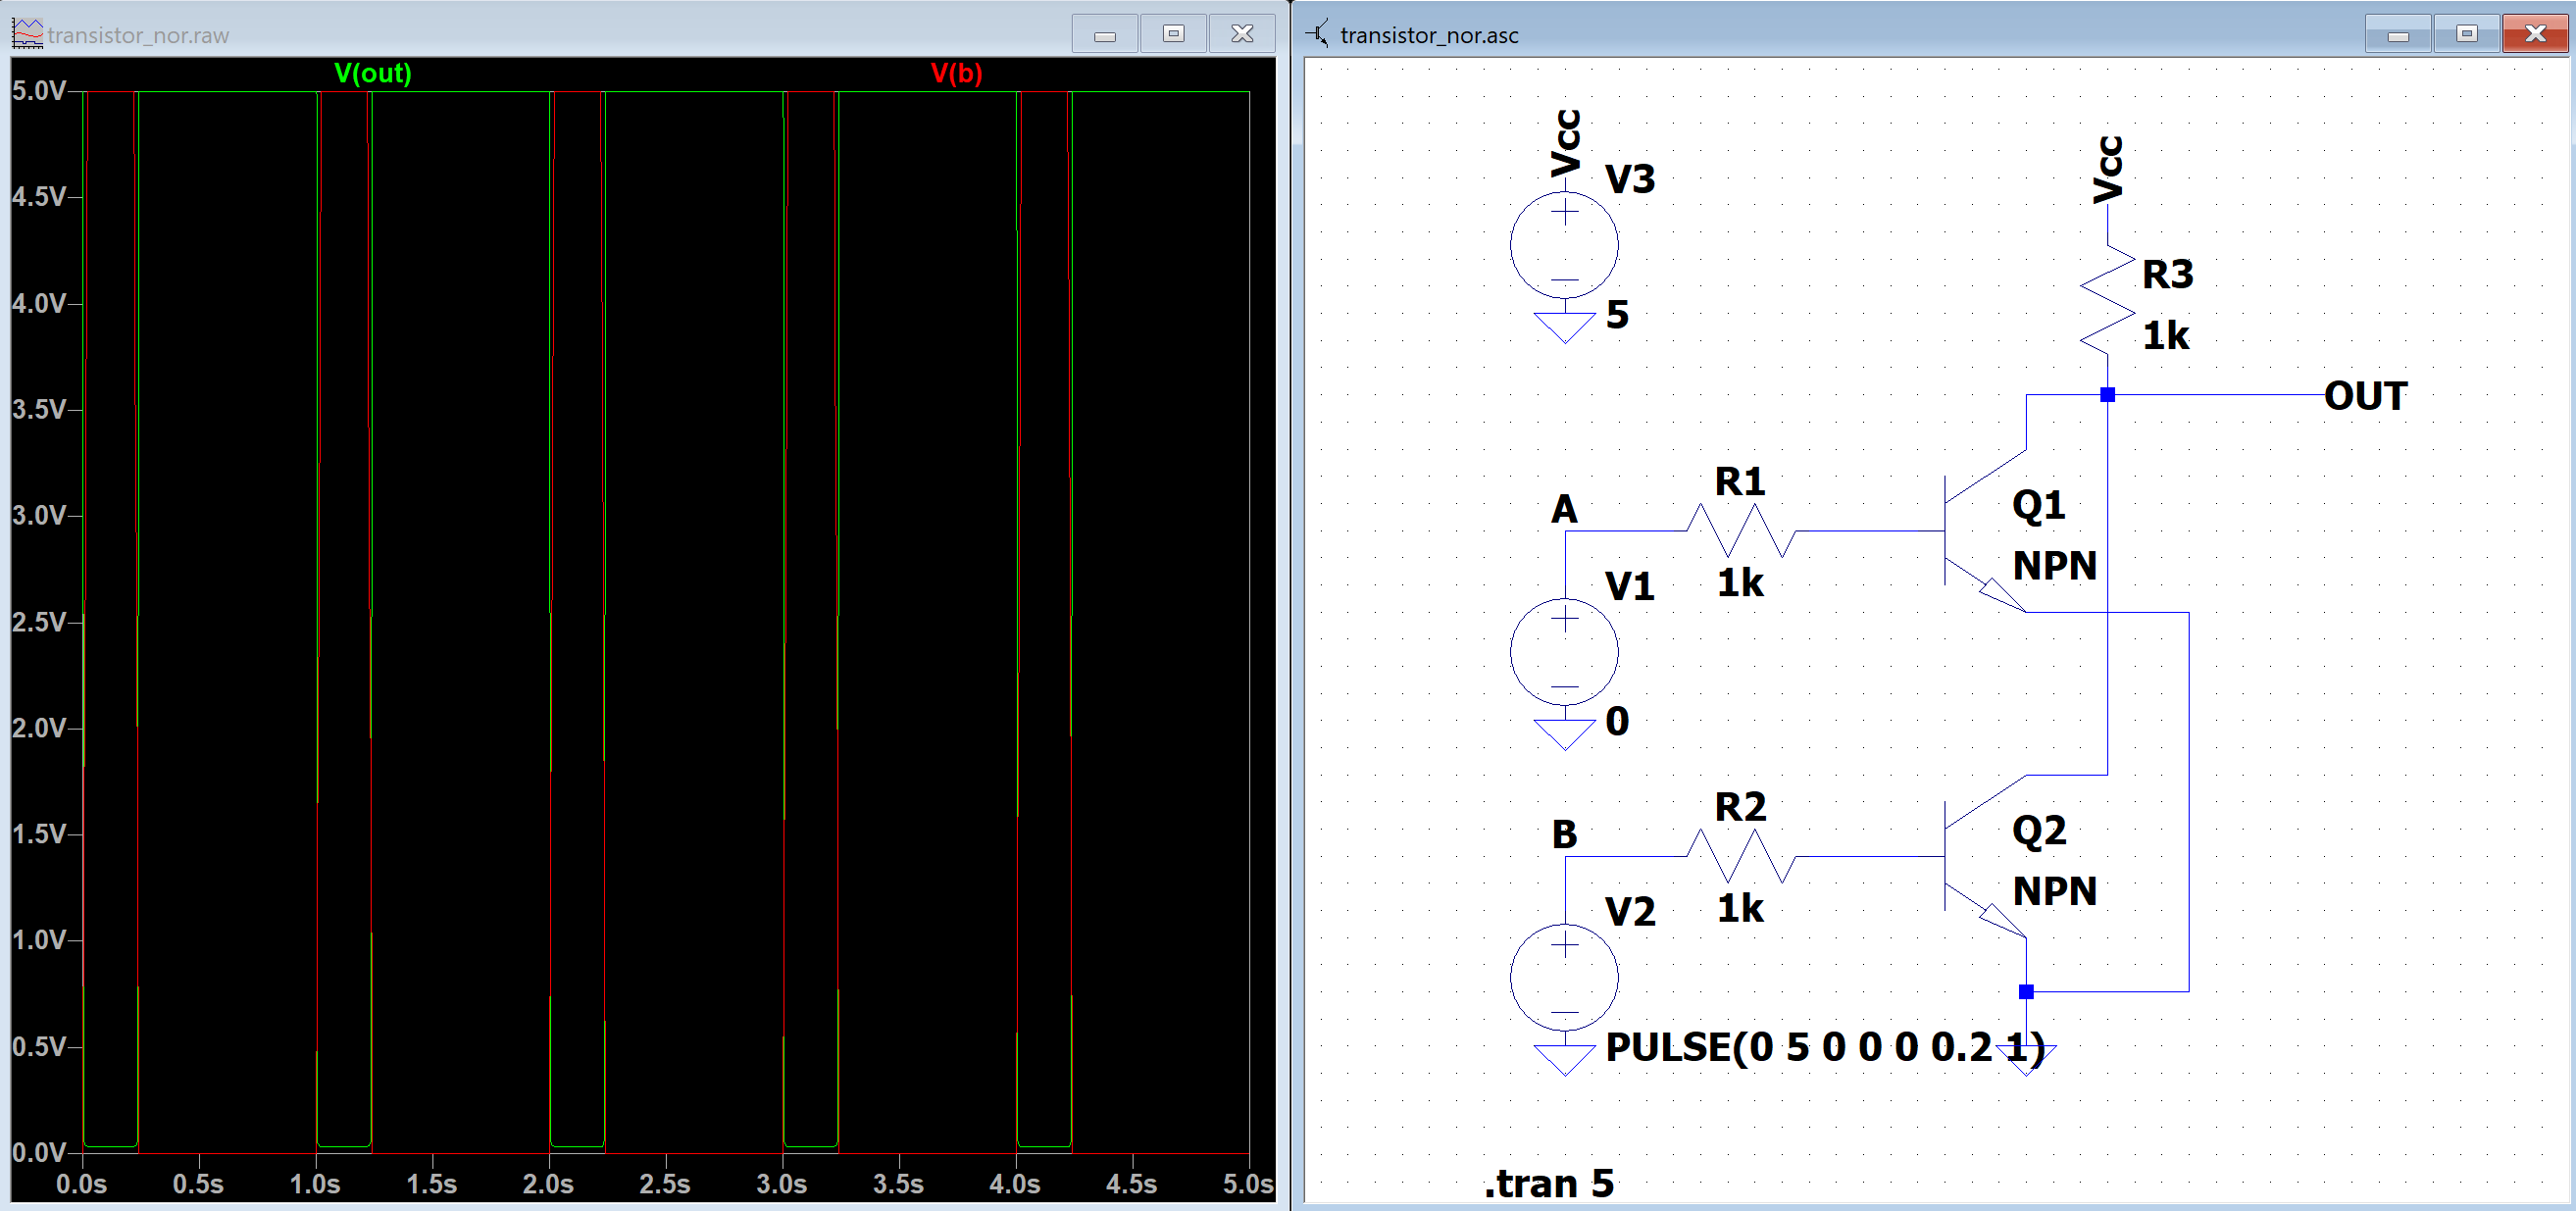 transistor_nor.raw
V(out) V(b)
5.0V
4.5V
4.0V
3.5V
3.0V
2.5V
2.0V
1.5V
1.0V
0.5V
0.0V
0.0s 0.5s 1.0s 1.5s 2.0s 2.5s 3.0s 3.5s 4.0s 4.5s 5.0s
transistor_nor.asc
Vcc
V3
5
Vcc
R3
1k
OUT
A
R1
1k
Q1
NPN
V1
0
B
R2
1k
Q2
NPN
V2
PULSE(0 5 0 0 0 0.2 1)
.tran 5